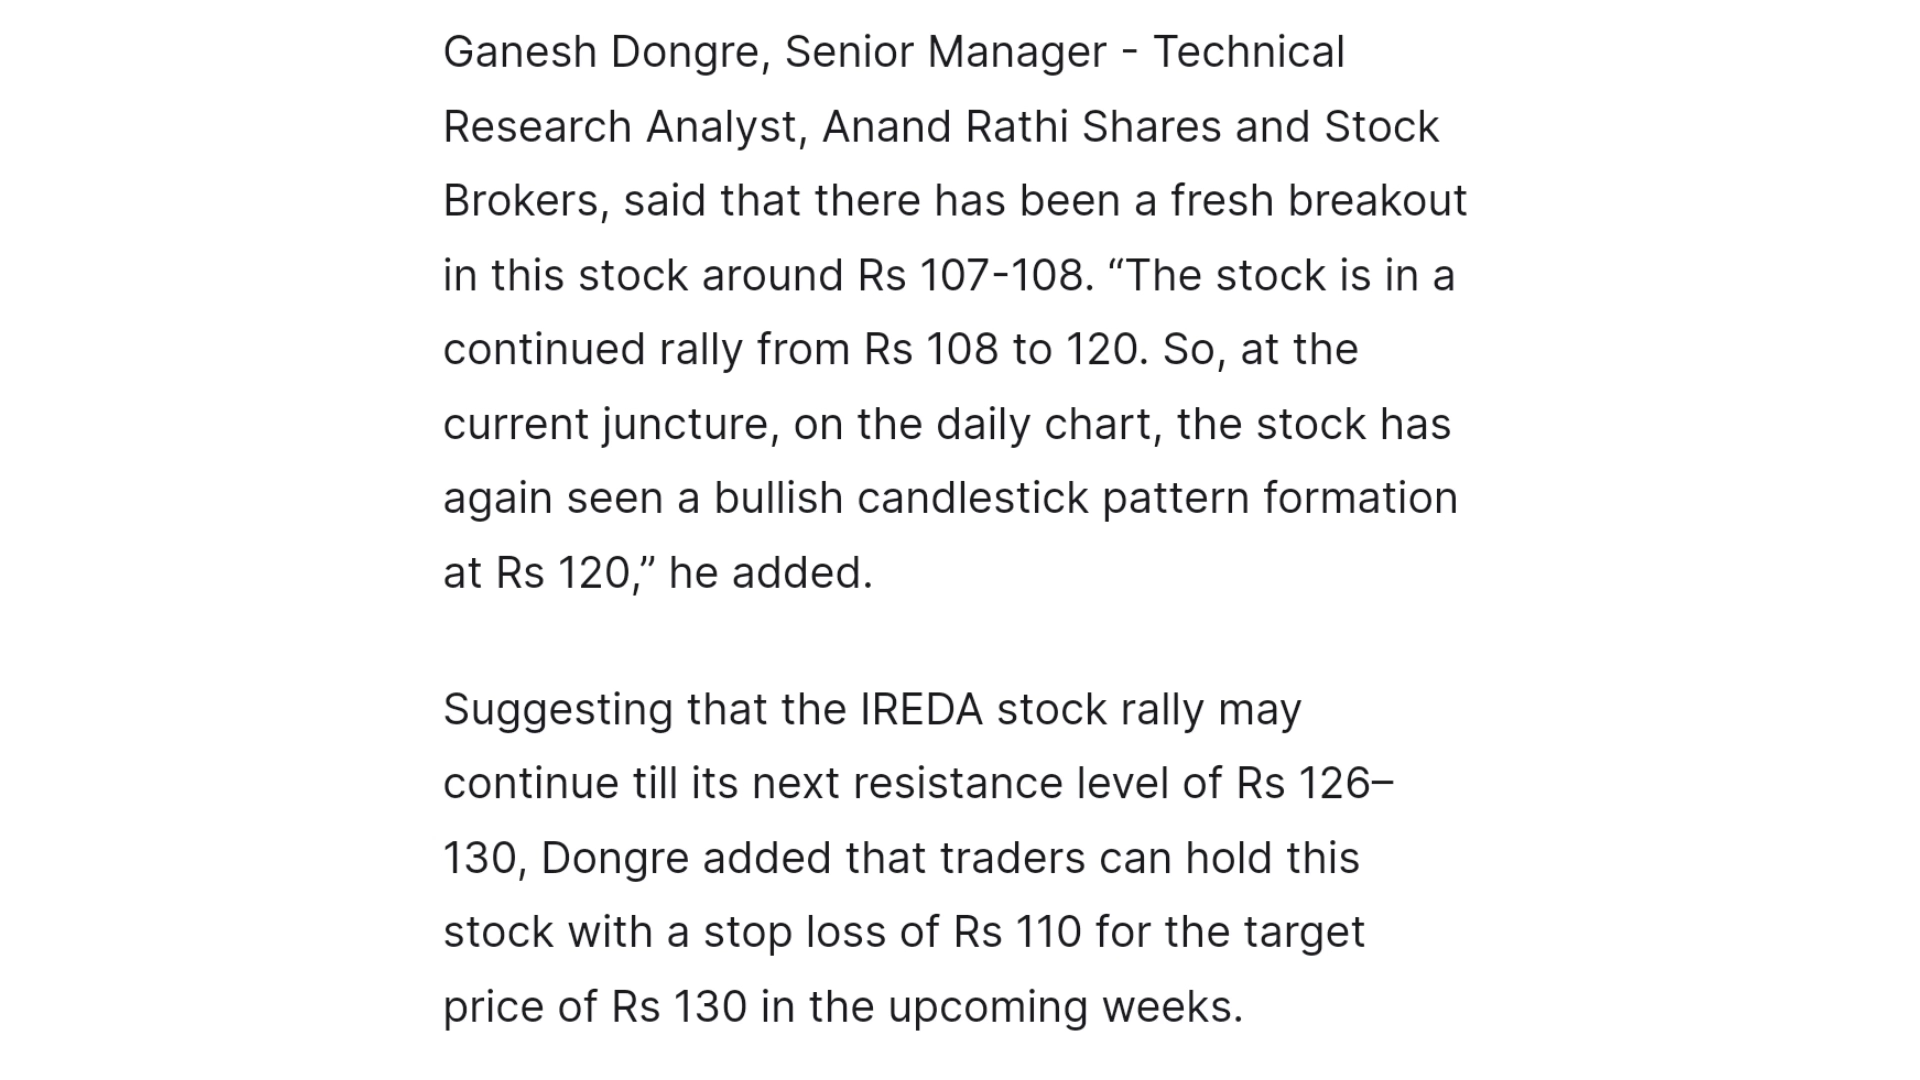 Ganesh Dongre, Senior Manager - Technical
Research Analyst, Anand Rathi Shares and Stock
Brokers, said that there has been a fresh breakout
in this stock around Rs 107-108. “The stock is in a
continued rally from Rs 108 to 120. So, at the
current juncture, on the daily chart, the stock has
again seen a bullish candlestick pattern formation
at Rs 120,” he added.
Suggesting that the IREDA stock rally may
continue till its next resistance level of Rs 126–
130, Dongre added that traders can hold this
stock with a stop loss of Rs 110 for the target
price of Rs 130 in the upcoming weeks.